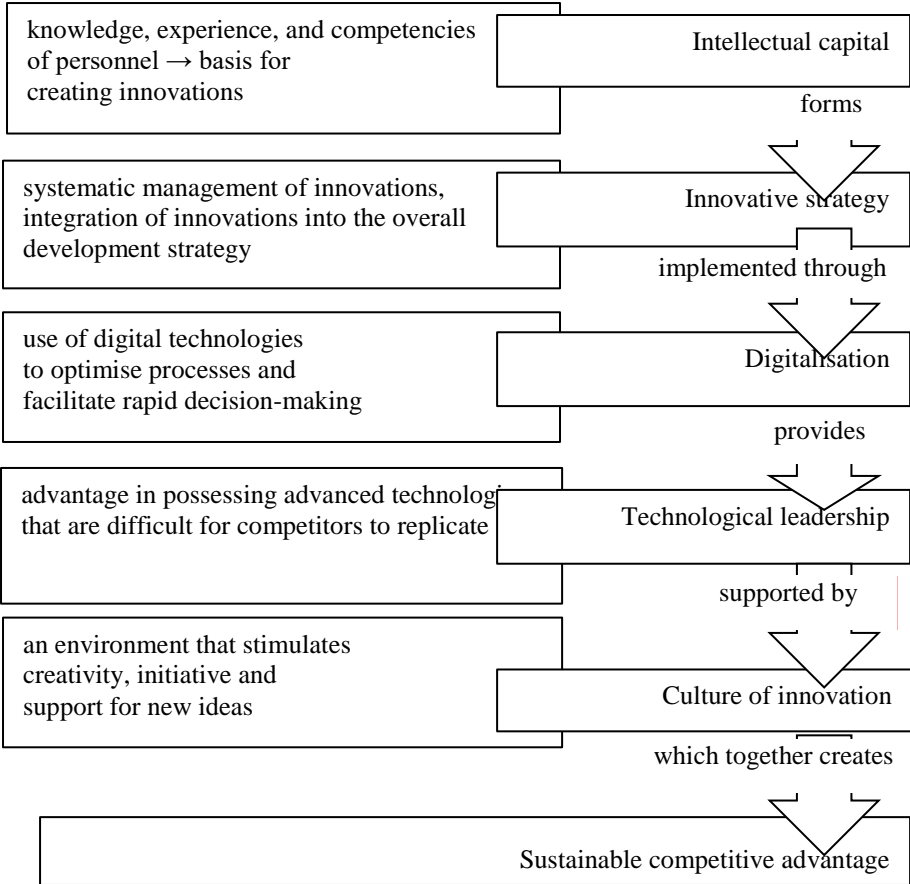 knowledge, experience, and competencies
of personnel → basis for
creating innovations
Intellectual capital
forms
systematic management of innovations,
integration of innovations into the overall
development strategy
Innovative strategy
implemented through
use of digital technologies
to optimise processes and
facilitate rapid decision-making
Digitalisation
provides
advantage in possessing advanced
that are difficult for competitors to replicate
Technological leadership
supported by
an environment that stimulates
creativity, initiative and
support for new ideas
Culture of innovation
which together creates
Sustainable competitive advantage